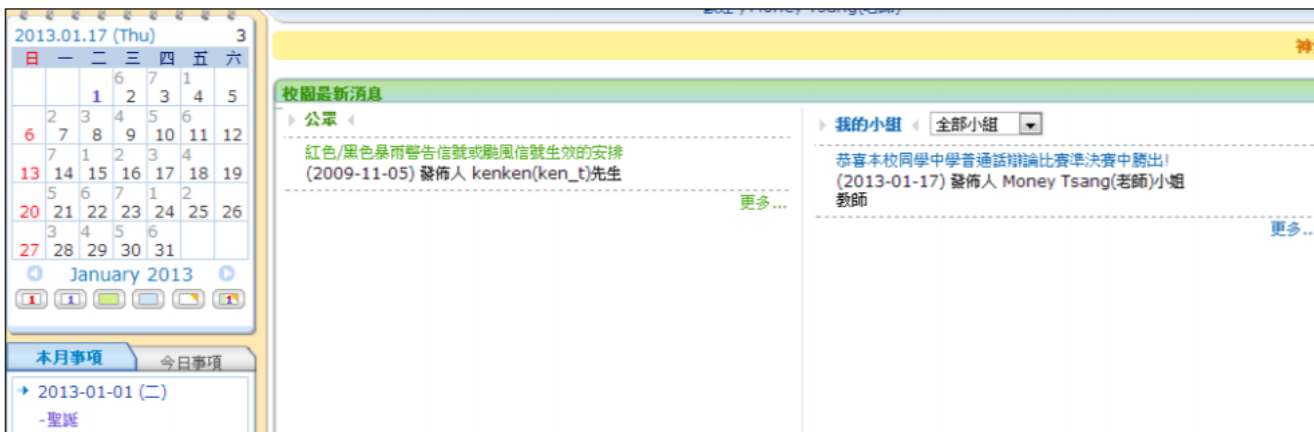 2013.01.17 (Thu) 3
日 一 二 三 四 五 六
6 7 1
1 2 3 4 5
2 3 4 5 6
6 7 8 9 10 11 12
7 1 2 3 4
13 14 15 16 17 18 19
5 6 7 1 2
20 21 22 23 24 25 26
3 4 5 6
27 28 29 30 31
January 2013
1 1 1
本月事項 今日事項
2013-01-01 (二)
-聖誕
Money Tsang(老師)
校園最新消息
公眾
紅色/黑色暴雨警告信號或颱風信號生效的安排
(2009-11-05) 發佈人 kenken(ken_t)先生
更多...
我的小組 全部小組
恭喜本校同學中學普通話辯論比賽準決賽中勝出!
(2013-01-17) 發佈人 Money Tsang(老師)小姐
教師
更多...